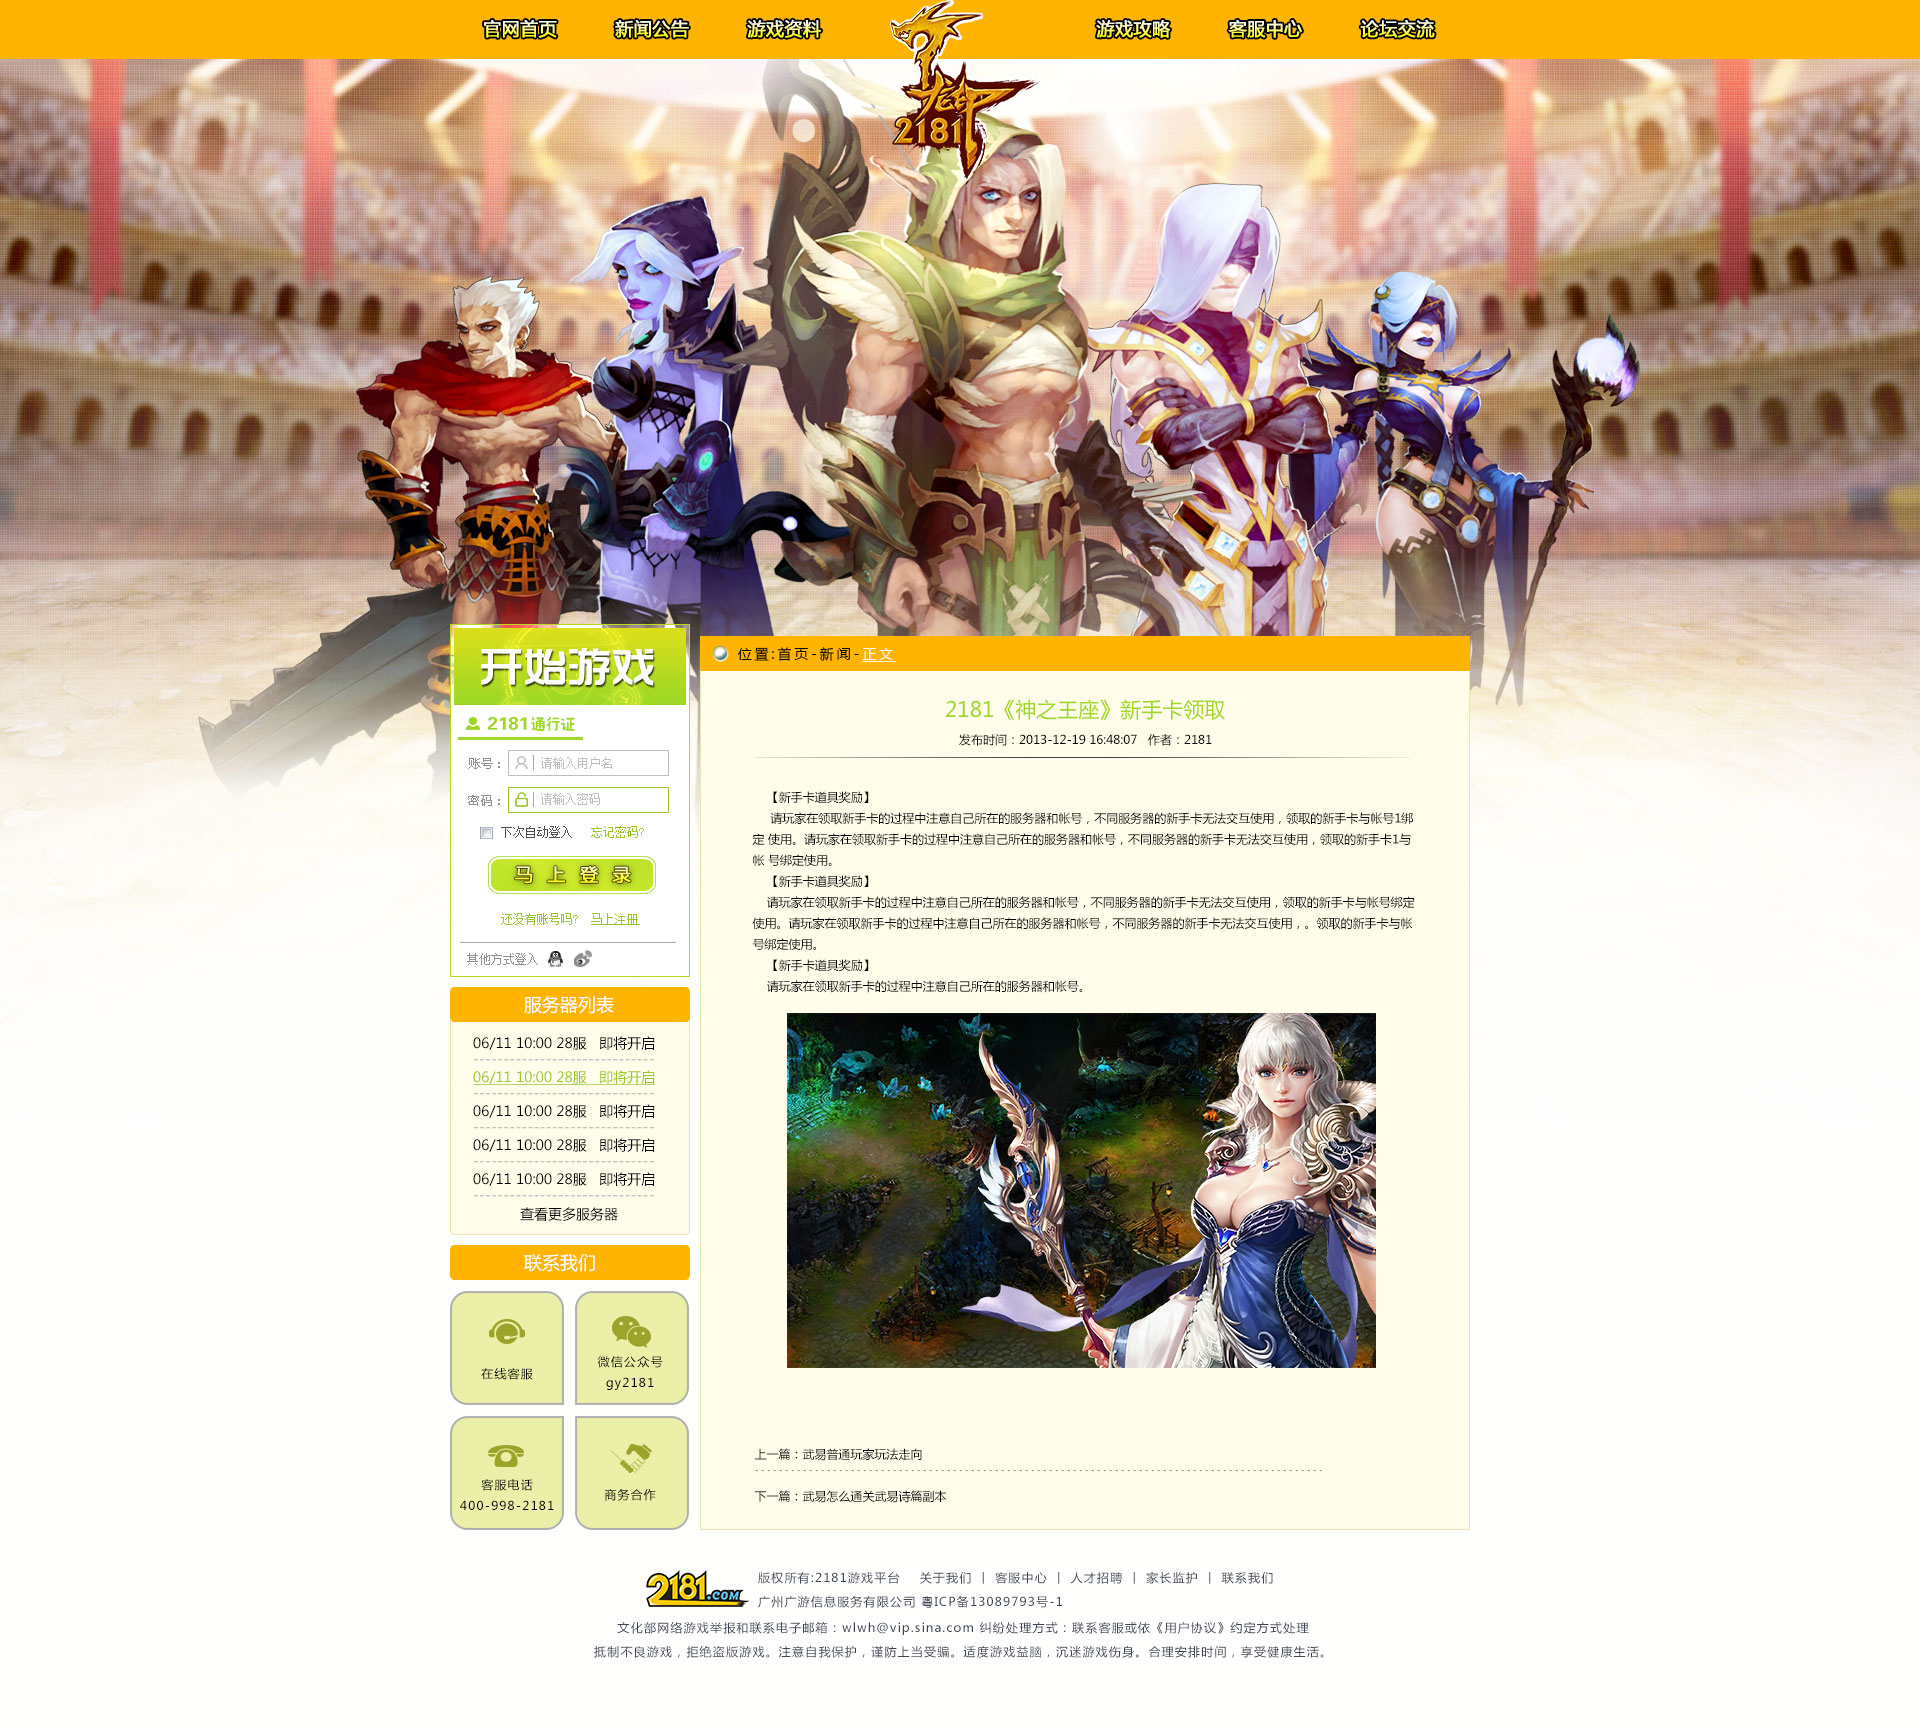 官网首页 新闻公告 游戏资料 游戏攻略 客服中心 论坛交流
2181
开始游戏
2181通行证
账号： 请输入用户名
密码： 请输入密码
下次自动登入 忘记密码?
马上登录
还没有账号吗? 马上注册
其他方式登入
服务器列表
06/11 10:00 28服 即将开启
06/11 10:00 28服 即将开启
06/11 10:00 28服 即将开启
06/11 10:00 28服 即将开启
06/11 10:00 28服 即将开启
查看更多服务器
联系我们
在线客服
微信公众号
gy2181
客服电话
400-998-2181
商务合作
位置:首页-新闻-正文
2181《神之王座》新手卡领取
发布时间：2013-12-19 16:48:07 作者：2181
【新手卡道具奖励】
请玩家在领取新手卡的过程中注意自己所在的服务器和帐号，不同服务器的新手卡无法交互使用，领取的新手卡与帐号1绑
定 使用。请玩家在领取新手卡的过程中注意自己所在的服务器和帐号，不同服务器的新手卡无法交互使用，领取的新手卡1与
帐 号绑定使用。
【新手卡道具奖励】
请玩家在领取新手卡的过程中注意自己所在的服务器和帐号，不同服务器的新手卡无法交互使用，领取的新手卡与帐号绑定
使用。请玩家在领取新手卡的过程中注意自己所在的服务器和帐号，不同服务器的新手卡无法交互使用，。领取的新手卡与帐
号绑定使用。
【新手卡道具奖励】
请玩家在领取新手卡的过程中注意自己所在的服务器和帐号。
上一篇：武易普通玩家玩法走向
下一篇：武易怎么通关武易诗篇副本
2181.COM
版权所有:2181游戏平台 关于我们 | 客服中心 | 人才招聘 | 家长监护 | 联系我们
广州广游信息服务有限公司 粤ICP备13089793号-1
文化部网络游戏举报和联系电子邮箱：wlwh@vip.sina.com 纠纷处理方式：联系客服或依《用户协议》约定方式处理
抵制不良游戏，拒绝盗版游戏。注意自我保护，谨防上当受骗。适度游戏益脑，沉迷游戏伤身。合理安排时间，享受健康生活。